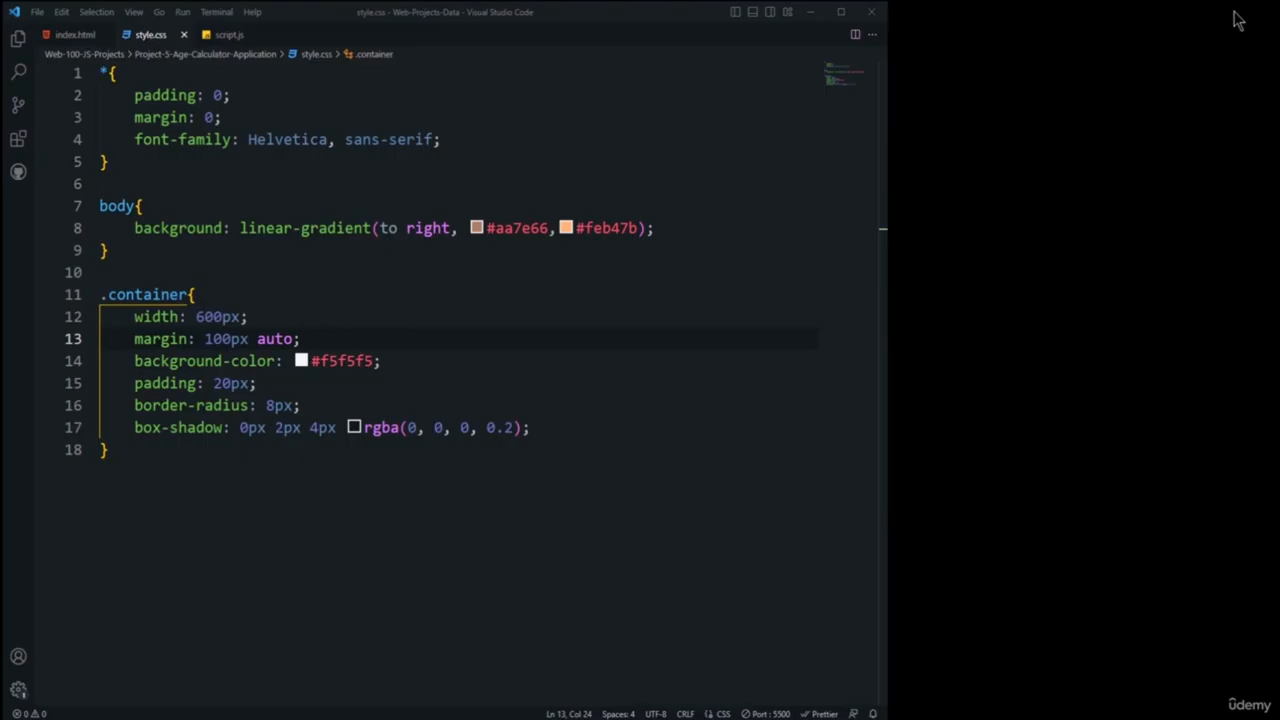 File Edit Selection View Go Run Terminal Help style.css - Web-Projects-Data - Visual Studio Code
index.html style.css script.js
Web-100-JS-Projects > Project-5-Age-Calculator-Application > style.css > .container
1 *{
2 padding: 0;
3 margin: 0;
4 font-family: Helvetica, sans-serif;
5 }
6
7 body{
8 background: linear-gradient(to right, #aa7e66,#feb47b);
9 }
10
11 .container{
12 width: 600px;
13 margin: 100px auto;
14 background-color: #f5f5f5;
15 padding: 20px;
16 border-radius: 8px;
17 box-shadow: 0px 2px 4px rgba(0, 0, 0, 0.2);
18 }
0 0 Ln 13, Col 24 Spaces: 4 UTF-8 CRLF CSS Port : 5500 Prettier
ûdemy